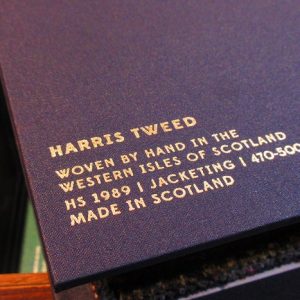 HARRIS TWEED
WOVEN BY HAND IN THE
WESTERN ISLES OF SCOTLAND
HS 1989 | JACKETING | 470-500
MADE IN SCOTLAND